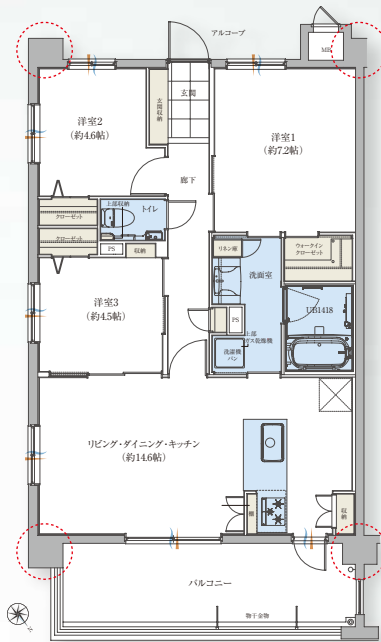 アルコーブ
MB
玄関
玄関収納
洋室2
（約4.6帖）
洋室1
（約7.2帖）
廊下
クローゼット
上部収納
トイレ
クローゼット
PS
収納
リネン庫
洗面室
ウォークイン
クローゼット
洋室3
（約4.5帖）
UB1418
PS
上部
ガス乾燥機
洗濯機
パン
リビング・ダイニング・キッチン
（約14.6帖）
棚
収納
バルコニー
物干金物